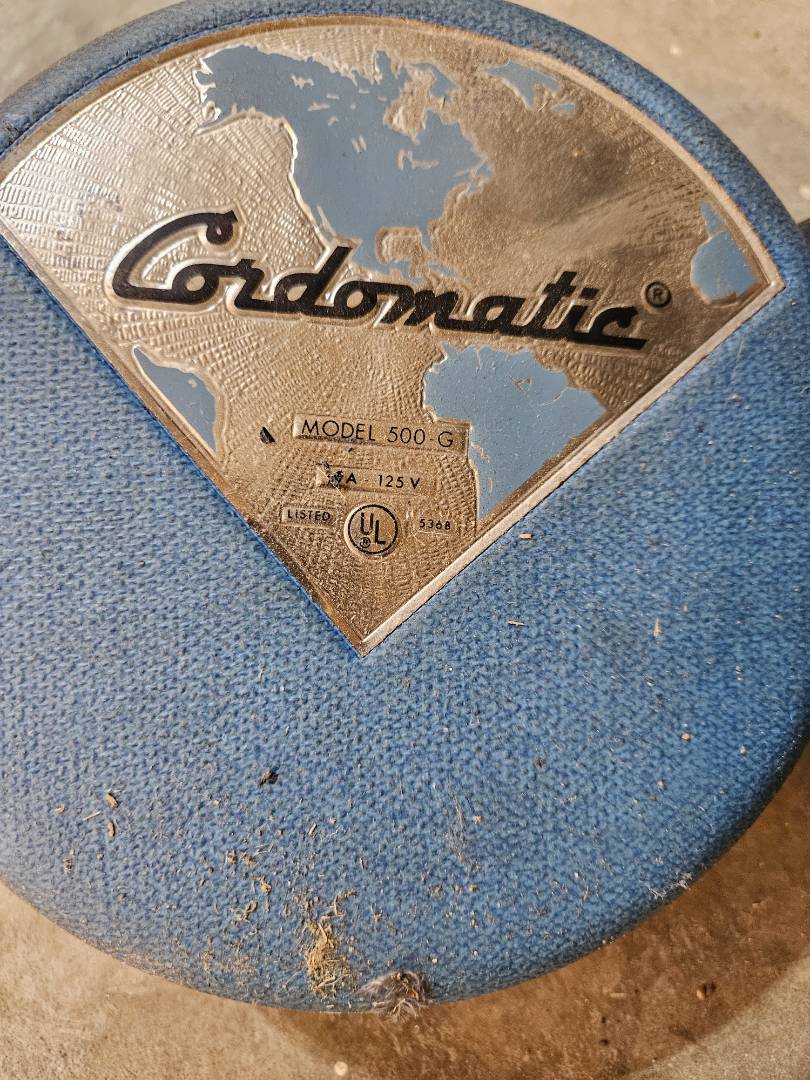 Cordomatic ®
MODEL 500-G
A - 125 V
LISTED UL ® 5368